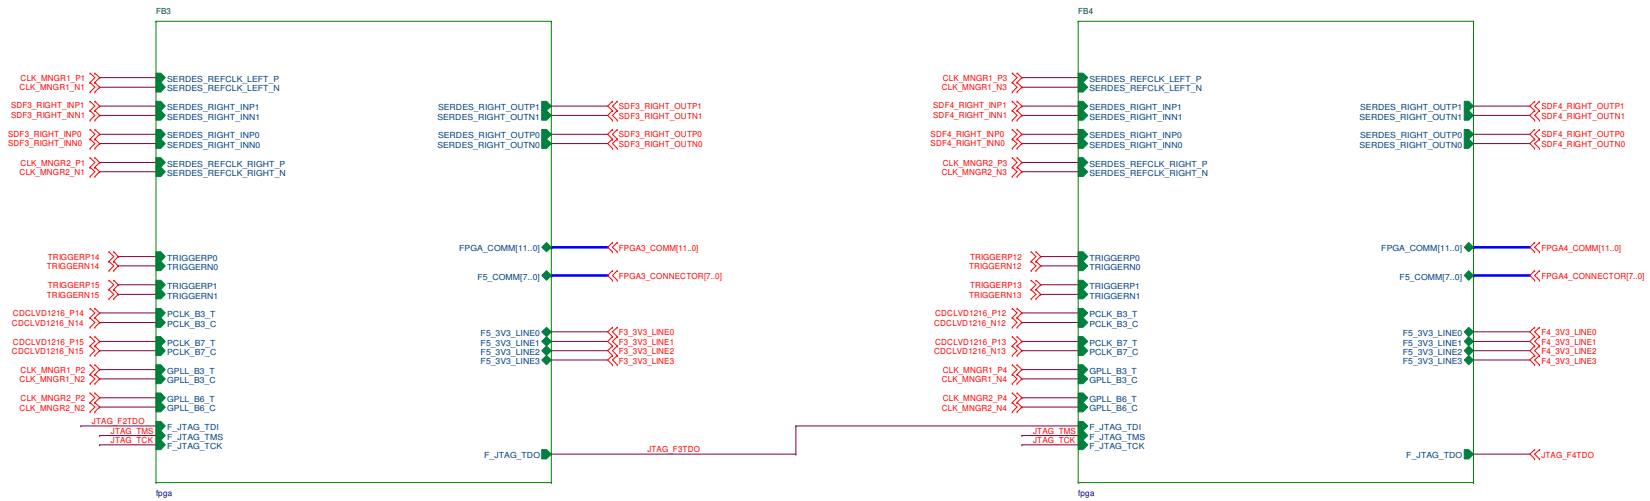 FB3
CLK_MNGR1_P1 SERDES_REFCLK_LEFT_P
CLK_MNGR1_N1 SERDES_REFCLK_LEFT_N
SDF3_RIGHT_INP1 SERDES_RIGHT_INP1 SERDES_RIGHT_OUTP1 SDF3_RIGHT_OUTP1
SDF3_RIGHT_INN1 SERDES_RIGHT_INN1 SERDES_RIGHT_OUTN1 SDF3_RIGHT_OUTN1
SDF3_RIGHT_INP0 SERDES_RIGHT_INP0 SERDES_RIGHT_OUTP0 SDF3_RIGHT_OUTP0
SDF3_RIGHT_INN0 SERDES_RIGHT_INN0 SERDES_RIGHT_OUTN0 SDF3_RIGHT_OUTN0
CLK_MNGR2_P1 SERDES_REFCLK_RIGHT_P
CLK_MNGR2_N1 SERDES_REFCLK_RIGHT_N
FPGA_COMM[11..0] FPGA3_COMM[11..0]
TRIGGERP14 TRIGGERP0
TRIGGERN14 TRIGGERN0
F5_COMM[7..0] FPGA3_CONNECTOR[7..0]
TRIGGERP15 TRIGGERP1
TRIGGERN15 TRIGGERN1
CDCLVD1216_P14 PCLK_B3_T
CDCLVD1216_N14 PCLK_B3_C
F5_3V3_LINE0 F3_3V3_LINE0
CDCLVD1216_P15 PCLK_B7_T F5_3V3_LINE1 F3_3V3_LINE1
CDCLVD1216_N15 PCLK_B7_C F5_3V3_LINE2 F3_3V3_LINE2
F5_3V3_LINE3 F3_3V3_LINE3
CLK_MNGR1_P2 GPLL_B3_T
CLK_MNGR1_N2 GPLL_B3_C
CLK_MNGR2_P2 GPLL_B6_T
CLK_MNGR2_N2 GPLL_B6_C
JTAG_F2TDO F_JTAG_TDI
JTAG_TMS F_JTAG_TMS
JTAG_TCK F_JTAG_TCK
F_JTAG_TDO JTAG_F3TDO
fpga
FB4
CLK_MNGR1_P3 SERDES_REFCLK_LEFT_P
CLK_MNGR1_N3 SERDES_REFCLK_LEFT_N
SDF4_RIGHT_INP1 SERDES_RIGHT_INP1 SERDES_RIGHT_OUTP1 SDF4_RIGHT_OUTP1
SDF4_RIGHT_INN1 SERDES_RIGHT_INN1 SERDES_RIGHT_OUTN1 SDF4_RIGHT_OUTN1
SDF4_RIGHT_INP0 SERDES_RIGHT_INP0 SERDES_RIGHT_OUTP0 SDF4_RIGHT_OUTP0
SDF4_RIGHT_INN0 SERDES_RIGHT_INN0 SERDES_RIGHT_OUTN0 SDF4_RIGHT_OUTN0
CLK_MNGR2_P3 SERDES_REFCLK_RIGHT_P
CLK_MNGR2_N3 SERDES_REFCLK_RIGHT_N
FPGA_COMM[11..0] FPGA4_COMM[11..0]
TRIGGERP12 TRIGGERP0
TRIGGERN12 TRIGGERN0
F5_COMM[7..0] FPGA4_CONNECTOR[7..0]
TRIGGERP13 TRIGGERP1
TRIGGERN13 TRIGGERN1
CDCLVD1216_P12 PCLK_B3_T
CDCLVD1216_N12 PCLK_B3_C
F5_3V3_LINE0 F4_3V3_LINE0
CDCLVD1216_P13 PCLK_B7_T F5_3V3_LINE1 F4_3V3_LINE1
CDCLVD1216_N13 PCLK_B7_C F5_3V3_LINE2 F4_3V3_LINE2
F5_3V3_LINE3 F4_3V3_LINE3
CLK_MNGR1_P4 GPLL_B3_T
CLK_MNGR1_N4 GPLL_B3_C
CLK_MNGR2_P4 GPLL_B6_T
CLK_MNGR2_N4 GPLL_B6_C
F_JTAG_TDI
JTAG_TMS F_JTAG_TMS
JTAG_TCK F_JTAG_TCK
F_JTAG_TDO JTAG_F4TDO
fpga